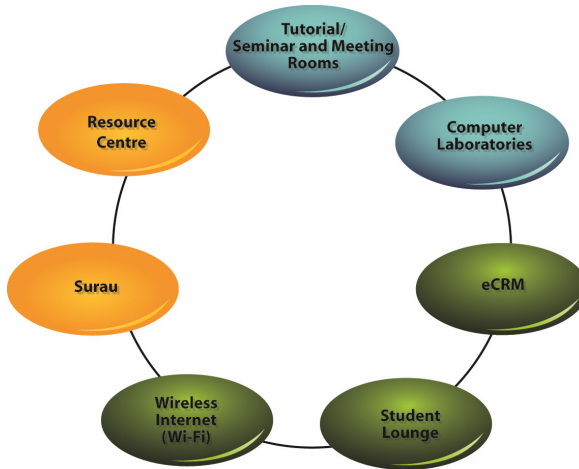 Tutorial/
Seminar and Meeting
Rooms
Computer
Laboratories
eCRM
Student
Lounge
Wireless
Internet
(Wi-Fi)
Surau
Resource
Centre